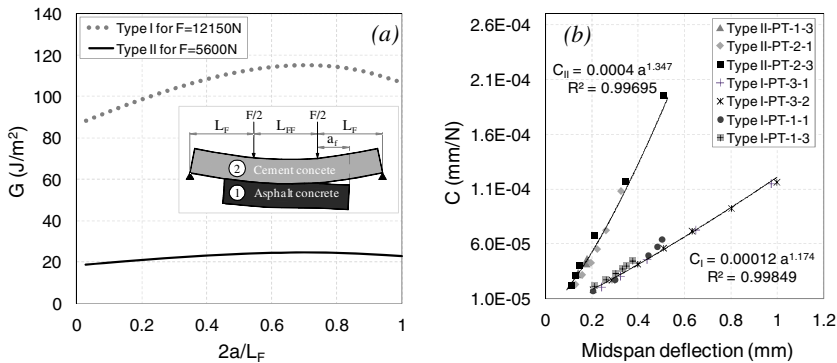 140
120
100
80
60
40
20
0
G (J/m²)
Type I for F=12150N
Type II for F=5600N
(a)
F/2 F/2
L_F L_FF L_F
a_f
2 Cement concete
1 Asphalt concrete
0 0.2 0.4 0.6 0.8 1
2a/L_F
2.6E-04
2.1E-04
1.6E-04
1.1E-04
6.0E-05
1.0E-05
C (mm/N)
(b)
Type II-PT-1-3
Type II-PT-2-1
Type II-PT-2-3
Type I-PT-3-1
Type I-PT-3-2
Type I-PT-1-1
Type I-PT-1-3
C_II = 0.0004 a^1.347
R² = 0.99695
C_I = 0.00012 a^1.174
R² = 0.99849
0 0.2 0.4 0.6 0.8 1 1.2
Midspan deflection (mm)